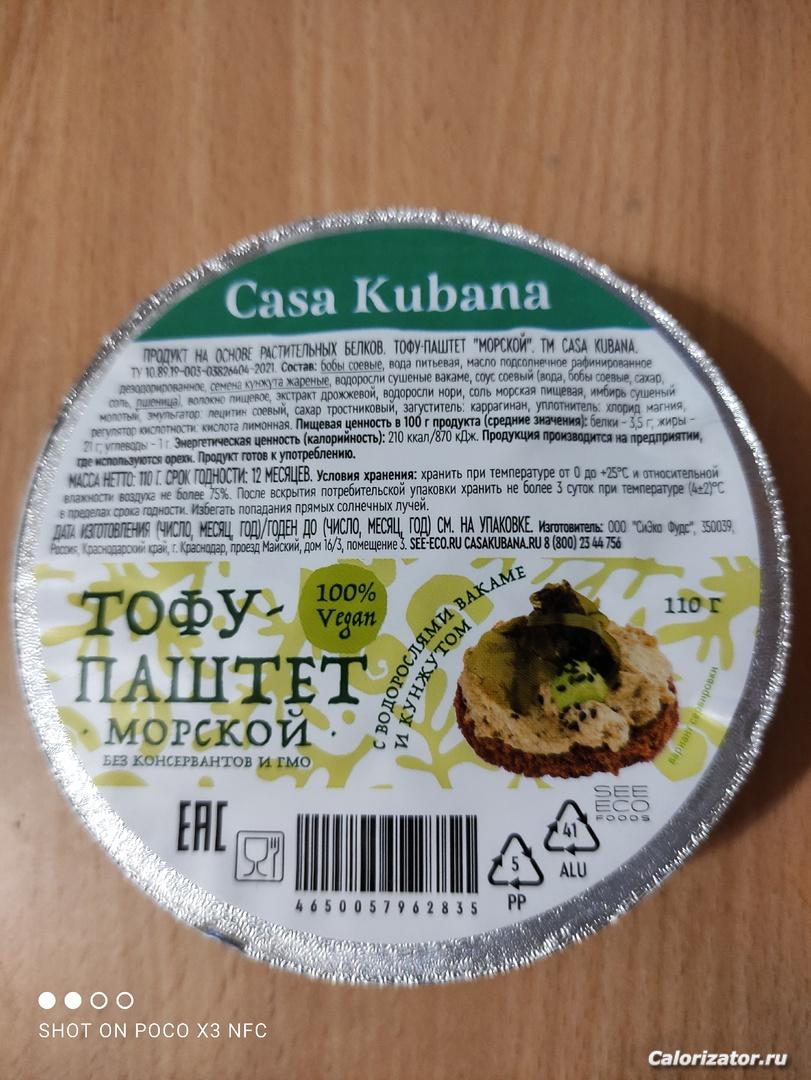 Casa Kubana
ПРОДУКТ НА ОСНОВЕ РАСТИТЕЛЬНЫХ БЕЛКОВ. ТОФУ-ПАШТЕТ "МОРСКОЙ". ТМ CASA KUBANA.
ТУ 10.89.19-003-03826404-2021. Состав: бобы соевые, вода питьевая, масло подсолнечное рафинированное
дезодорированное, семена кунжута жареные, водоросли сушеные вакаме, соус соевый (вода, бобы соевые, сахар,
соль, пшеница), волокно пищевое, экстракт дрожжевой, водоросли нори, соль морская пищевая, имбирь сушеный
молотый, эмульгатор: лецитин соевый, сахар тростниковый, загуститель: каррагинан, уплотнитель: хлорид магния,
регулятор кислотности: кислота лимонная. Пищевая ценность в 100 г продукта (средние значения): белки - 3,5 г; жиры -
21 г; углеводы - 1 г. Энергетическая ценность (калорийность): 210 ккал/870 кДж. Продукция производится на предприятии,
где используются орехи. Продукт готов к употреблению.
МАССА НЕТТО: 110 Г. СРОК ГОДНОСТИ: 12 МЕСЯЦЕВ. Условия хранения: хранить при температуре от 0 до +25°С и относительной
влажности воздуха не более 75%. После вскрытия потребительской упаковки хранить не более 3 суток при температуре (4±2)°С
в пределах срока годности. Избегать попадания прямых солнечных лучей.
ДАТА ИЗГОТОВЛЕНИЯ (ЧИСЛО, МЕСЯЦ, ГОД)/ГОДЕН ДО (ЧИСЛО, МЕСЯЦ, ГОД) СМ. НА УПАКОВКЕ. Изготовитель: ООО "СиЭко Фудс", 350039,
Россия, Краснодарский край, г. Краснодар, проезд Майский, дом 16/3, помещение 3. SEE-ECO.RU CASAKUBANA.RU 8 (800) 23 44 756
100%
Vegan
ТОФУ-
ПАШТЕТ
· МОРСКОЙ ·
БЕЗ КОНСЕРВАНТОВ И ГМО
С ВОДОРОСЛЯМИ ВАКАМЕ
И КУНЖУТОМ
110 Г
вариант сервировки
SEE
ECO
FOODS
EAC
4650057962835
5
PP
41
ALU
SHOT ON POCO X3 NFC
Calorizator.ru